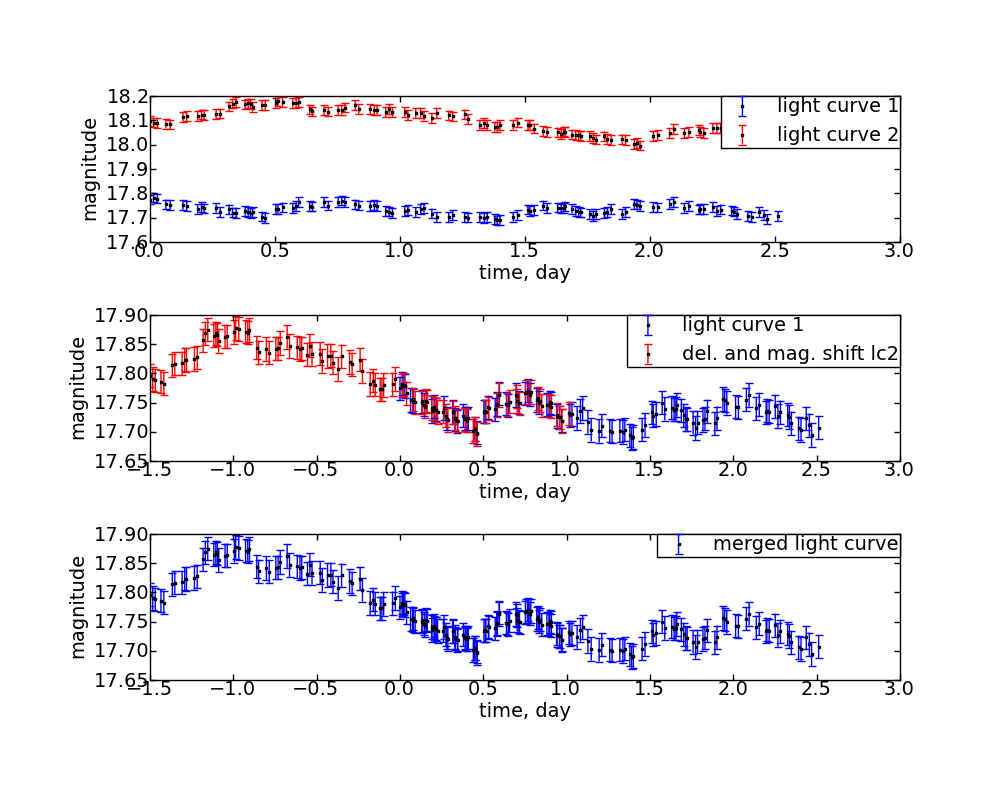 18.2
18.1
18.0
17.9
17.8
17.7
17.6
magnitude
light curve 1
light curve 2
0.0 0.5 1.0 1.5 2.0 2.5 3.0
time, day
17.90
17.85
17.80
17.75
17.70
17.65
magnitude
light curve 1
del. and mag. shift lc2
−1.5 −1.0 −0.5 0.0 0.5 1.0 1.5 2.0 2.5 3.0
time, day
17.90
17.85
17.80
17.75
17.70
17.65
magnitude
merged light curve
−1.5 −1.0 −0.5 0.0 0.5 1.0 1.5 2.0 2.5 3.0
time, day